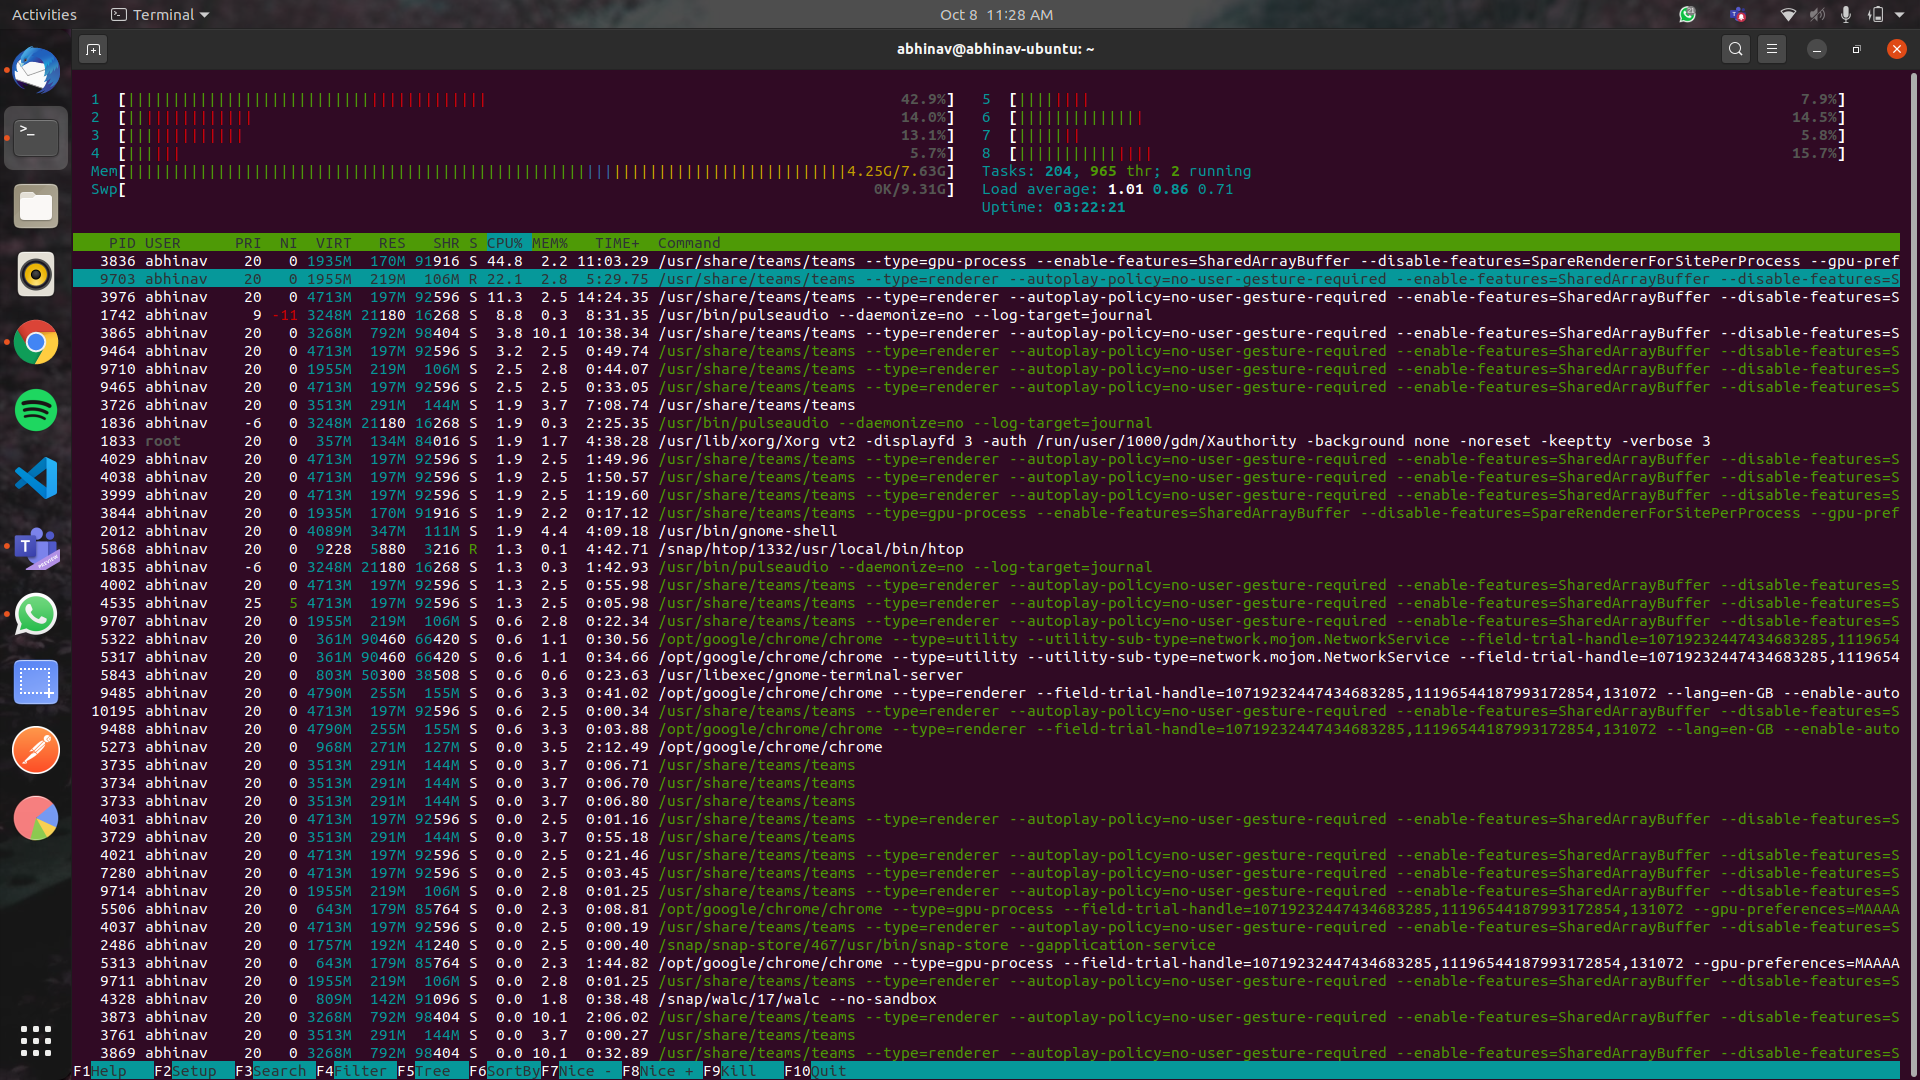 Activities Terminal Oct 8 11:28 AM
abhinav@abhinav-ubuntu: ~
1 [ 42.9%] 5 [ 7.9%]
2 [ 14.0%] 6 [ 14.5%]
3 [ 13.1%] 7 [ 5.8%]
4 [ 5.7%] 8 [ 15.7%]
Mem[ 4.25G/7.63G] Tasks: 204, 965 thr; 2 running
Swp[ 0K/9.31G] Load average: 1.01 0.86 0.71
Uptime: 03:22:21
PID USER PRI NI VIRT RES SHR S CPU% MEM% TIME+ Command
3836 abhinav 20 0 1935M 170M 91916 S 44.8 2.2 11:03.29 /usr/share/teams/teams --type=gpu-process --enable-features=SharedArrayBuffer --disable-features=SpareRendererForSitePerProcess --gpu-pref
9703 abhinav 20 0 1955M 219M 106M R 22.1 2.8 5:29.75 /usr/share/teams/teams --type=renderer --autoplay-policy=no-user-gesture-required --enable-features=SharedArrayBuffer --disable-features=S
3976 abhinav 20 0 4713M 197M 92596 S 11.3 2.5 14:24.35 /usr/share/teams/teams --type=renderer --autoplay-policy=no-user-gesture-required --enable-features=SharedArrayBuffer --disable-features=S
1742 abhinav 9 -11 3248M 21180 16268 S 8.8 0.3 8:31.35 /usr/bin/pulseaudio --daemonize=no --log-target=journal
3865 abhinav 20 0 3268M 792M 98404 S 3.8 10.1 10:38.34 /usr/share/teams/teams --type=renderer --autoplay-policy=no-user-gesture-required --enable-features=SharedArrayBuffer --disable-features=S
9464 abhinav 20 0 4713M 197M 92596 S 3.2 2.5 0:49.74 /usr/share/teams/teams --type=renderer --autoplay-policy=no-user-gesture-required --enable-features=SharedArrayBuffer --disable-features=S
9710 abhinav 20 0 1955M 219M 106M S 2.5 2.8 0:44.07 /usr/share/teams/teams --type=renderer --autoplay-policy=no-user-gesture-required --enable-features=SharedArrayBuffer --disable-features=S
9465 abhinav 20 0 4713M 197M 92596 S 2.5 2.5 0:33.05 /usr/share/teams/teams --type=renderer --autoplay-policy=no-user-gesture-required --enable-features=SharedArrayBuffer --disable-features=S
3726 abhinav 20 0 3513M 291M 144M S 1.9 3.7 7:08.74 /usr/share/teams/teams
1836 abhinav -6 0 3248M 21180 16268 S 1.9 0.3 2:25.35 /usr/bin/pulseaudio --daemonize=no --log-target=journal
1833 root 20 0 357M 134M 84016 S 1.9 1.7 4:38.28 /usr/lib/xorg/Xorg vt2 -displayfd 3 -auth /run/user/1000/gdm/Xauthority -background none -noreset -keeptty -verbose 3
4029 abhinav 20 0 4713M 197M 92596 S 1.9 2.5 1:49.96 /usr/share/teams/teams --type=renderer --autoplay-policy=no-user-gesture-required --enable-features=SharedArrayBuffer --disable-features=S
4038 abhinav 20 0 4713M 197M 92596 S 1.9 2.5 1:50.57 /usr/share/teams/teams --type=renderer --autoplay-policy=no-user-gesture-required --enable-features=SharedArrayBuffer --disable-features=S
3999 abhinav 20 0 4713M 197M 92596 S 1.9 2.5 1:19.60 /usr/share/teams/teams --type=renderer --autoplay-policy=no-user-gesture-required --enable-features=SharedArrayBuffer --disable-features=S
3844 abhinav 20 0 1935M 170M 91916 S 1.9 2.2 0:17.12 /usr/share/teams/teams --type=gpu-process --enable-features=SharedArrayBuffer --disable-features=SpareRendererForSitePerProcess --gpu-pref
2012 abhinav 20 0 4089M 347M 111M S 1.9 4.4 4:09.18 /usr/bin/gnome-shell
5868 abhinav 20 0 9228 5880 3216 R 1.3 0.1 4:42.71 /snap/htop/1332/usr/local/bin/htop
1835 abhinav -6 0 3248M 21180 16268 S 1.3 0.3 1:42.93 /usr/bin/pulseaudio --daemonize=no --log-target=journal
4002 abhinav 20 0 4713M 197M 92596 S 1.3 2.5 0:55.98 /usr/share/teams/teams --type=renderer --autoplay-policy=no-user-gesture-required --enable-features=SharedArrayBuffer --disable-features=S
4535 abhinav 25 5 4713M 197M 92596 S 1.3 2.5 0:05.98 /usr/share/teams/teams --type=renderer --autoplay-policy=no-user-gesture-required --enable-features=SharedArrayBuffer --disable-features=S
9707 abhinav 20 0 1955M 219M 106M S 0.6 2.8 0:22.34 /usr/share/teams/teams --type=renderer --autoplay-policy=no-user-gesture-required --enable-features=SharedArrayBuffer --disable-features=S
5322 abhinav 20 0 361M 90460 66420 S 0.6 1.1 0:30.56 /opt/google/chrome/chrome --type=utility --utility-sub-type=network.mojom.NetworkService --field-trial-handle=10719232447434683285,1119654
5317 abhinav 20 0 361M 90460 66420 S 0.6 1.1 0:34.66 /opt/google/chrome/chrome --type=utility --utility-sub-type=network.mojom.NetworkService --field-trial-handle=10719232447434683285,1119654
5843 abhinav 20 0 803M 50300 38508 S 0.6 0.6 0:23.63 /usr/libexec/gnome-terminal-server
9485 abhinav 20 0 4790M 255M 155M S 0.6 3.3 0:41.02 /opt/google/chrome/chrome --type=renderer --field-trial-handle=10719232447434683285,11196544187993172854,131072 --lang=en-GB --enable-auto
10195 abhinav 20 0 4713M 197M 92596 S 0.6 2.5 0:00.34 /usr/share/teams/teams --type=renderer --autoplay-policy=no-user-gesture-required --enable-features=SharedArrayBuffer --disable-features=S
9488 abhinav 20 0 4790M 255M 155M S 0.6 3.3 0:03.88 /opt/google/chrome/chrome --type=renderer --field-trial-handle=10719232447434683285,11196544187993172854,131072 --lang=en-GB --enable-auto
5273 abhinav 20 0 968M 271M 127M S 0.0 3.5 2:12.49 /opt/google/chrome/chrome
3735 abhinav 20 0 3513M 291M 144M S 0.0 3.7 0:06.71 /usr/share/teams/teams
3734 abhinav 20 0 3513M 291M 144M S 0.0 3.7 0:06.70 /usr/share/teams/teams
3733 abhinav 20 0 3513M 291M 144M S 0.0 3.7 0:06.80 /usr/share/teams/teams
4031 abhinav 20 0 4713M 197M 92596 S 0.0 2.5 0:01.16 /usr/share/teams/teams --type=renderer --autoplay-policy=no-user-gesture-required --enable-features=SharedArrayBuffer --disable-features=S
3729 abhinav 20 0 3513M 291M 144M S 0.0 3.7 0:55.18 /usr/share/teams/teams
4021 abhinav 20 0 4713M 197M 92596 S 0.0 2.5 0:21.46 /usr/share/teams/teams --type=renderer --autoplay-policy=no-user-gesture-required --enable-features=SharedArrayBuffer --disable-features=S
7280 abhinav 20 0 4713M 197M 92596 S 0.0 2.5 0:03.45 /usr/share/teams/teams --type=renderer --autoplay-policy=no-user-gesture-required --enable-features=SharedArrayBuffer --disable-features=S
9714 abhinav 20 0 1955M 219M 106M S 0.0 2.8 0:01.25 /usr/share/teams/teams --type=renderer --autoplay-policy=no-user-gesture-required --enable-features=SharedArrayBuffer --disable-features=S
5506 abhinav 20 0 643M 179M 85764 S 0.0 2.3 0:08.81 /opt/google/chrome/chrome --type=gpu-process --field-trial-handle=10719232447434683285,11196544187993172854,131072 --gpu-preferences=MAAAA
4037 abhinav 20 0 4713M 197M 92596 S 0.0 2.5 0:00.19 /usr/share/teams/teams --type=renderer --autoplay-policy=no-user-gesture-required --enable-features=SharedArrayBuffer --disable-features=S
2486 abhinav 20 0 1757M 192M 41240 S 0.0 2.5 0:00.40 /snap/snap-store/467/usr/bin/snap-store --gapplication-service
5313 abhinav 20 0 643M 179M 85764 S 0.0 2.3 1:44.82 /opt/google/chrome/chrome --type=gpu-process --field-trial-handle=10719232447434683285,11196544187993172854,131072 --gpu-preferences=MAAAA
9711 abhinav 20 0 1955M 219M 106M S 0.0 2.8 0:01.25 /usr/share/teams/teams --type=renderer --autoplay-policy=no-user-gesture-required --enable-features=SharedArrayBuffer --disable-features=S
4328 abhinav 20 0 809M 142M 91096 S 0.0 1.8 0:38.48 /snap/walc/17/walc --no-sandbox
3873 abhinav 20 0 3268M 792M 98404 S 0.0 10.1 2:06.02 /usr/share/teams/teams --type=renderer --autoplay-policy=no-user-gesture-required --enable-features=SharedArrayBuffer --disable-features=S
3761 abhinav 20 0 3513M 291M 144M S 0.0 3.7 0:00.27 /usr/share/teams/teams
3869 abhinav 20 0 3268M 792M 98404 S 0.0 10.1 0:32.89 /usr/share/teams/teams --type=renderer --autoplay-policy=no-user-gesture-required --enable-features=SharedArrayBuffer --disable-features=S
F1Help F2Setup F3Search F4Filter F5Tree F6SortBy F7Nice - F8Nice + F9Kill F10Quit